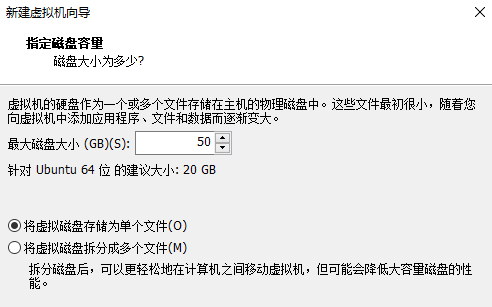 新建虚拟机向导
指定磁盘容量
磁盘大小为多少?
虚拟机的硬盘作为一个或多个文件存储在主机的物理磁盘中。这些文件最初很小，随着您
向虚拟机中添加应用程序、文件和数据而逐渐变大。
最大磁盘大小 (GB)(S): 50
针对 Ubuntu 64 位 的建议大小: 20 GB
将虚拟磁盘存储为单个文件(O)
将虚拟磁盘拆分成多个文件(M)
拆分磁盘后，可以更轻松地在计算机之间移动虚拟机，但可能会降低大容量磁盘的性
能。